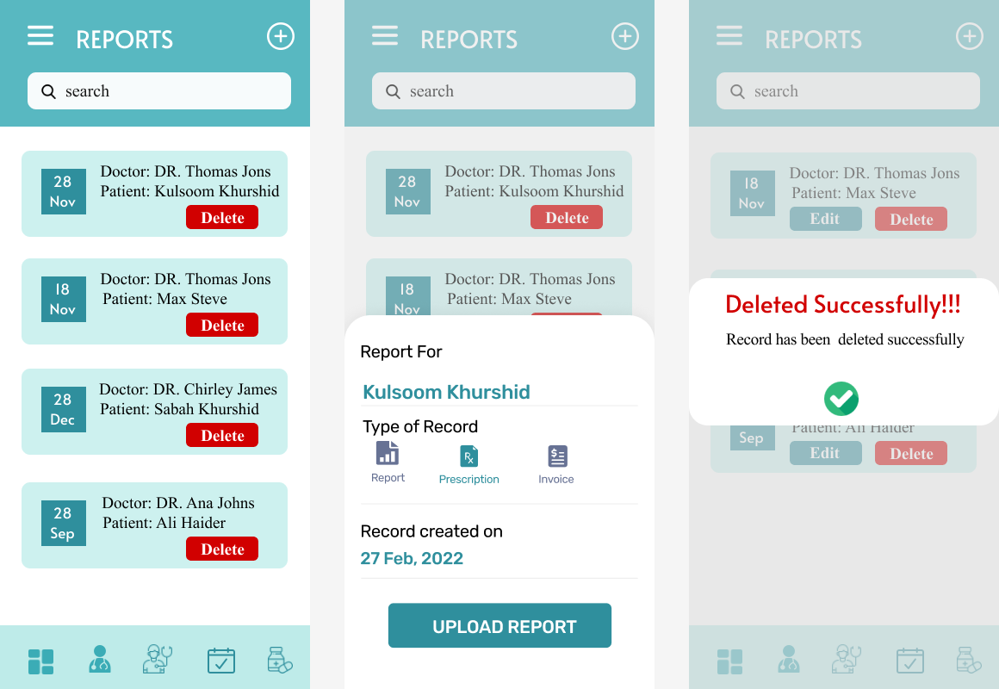 REPORTS
search
28
Nov
Doctor: DR. Thomas Jons
Patient: Kulsoom Khurshid
Delete
18
Nov
Doctor: DR. Thomas Jons
Patient: Max Steve
Delete
28
Dec
Doctor: DR. Chirley James
Patient: Sabah Khurshid
Delete
28
Sep
Doctor: DR. Ana Johns
Patient: Ali Haider
Delete
REPORTS
search
28
Nov
Doctor: DR. Thomas Jons
Patient: Kulsoom Khurshid
Delete
18
Nov
Doctor: DR. Thomas Jons
Patient: Max Steve
Report For
Kulsoom Khurshid
Type of Record
Report
Rx
Prescription
$
Invoice
Record created on
27 Feb, 2022
UPLOAD REPORT
REPORTS
search
18
Nov
Doctor: DR. Thomas Jons
Patient: Max Steve
Edit Delete
Deleted Successfully!!!
Record has been deleted successfully
Sep
Patient: Ali Haider
Edit Delete